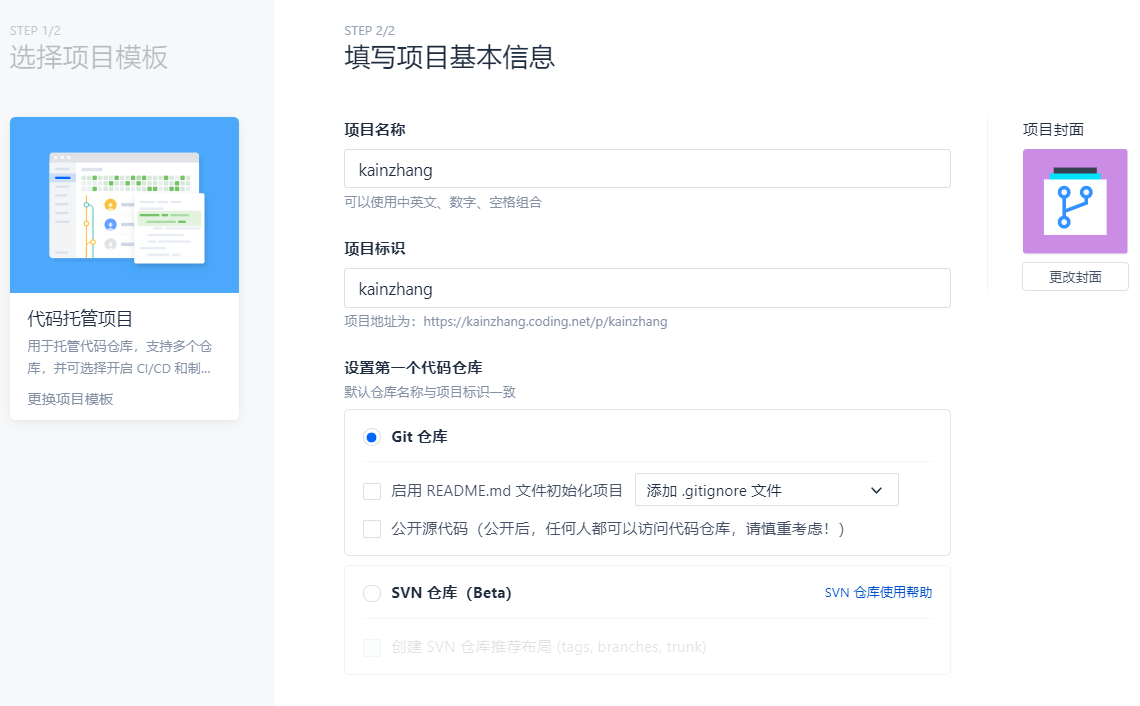 STEP 1/2
选择项目模板
代码托管项目
用于托管代码仓库，支持多个仓
库，并可选择开启 CI/CD 和制...
更换项目模板
STEP 2/2
填写项目基本信息
项目名称
kainzhang
可以使用中英文、数字、空格组合
项目标识
kainzhang
项目地址为：https://kainzhang.coding.net/p/kainzhang
设置第一个代码仓库
默认仓库名称与项目标识一致
Git 仓库
启用 README.md 文件初始化项目 添加 .gitignore 文件
公开源代码（公开后，任何人都可以访问代码仓库，请慎重考虑！）
SVN 仓库（Beta） SVN 仓库使用帮助
创建 SVN 仓库推荐布局 (tags, branches, trunk)
项目封面
更改封面